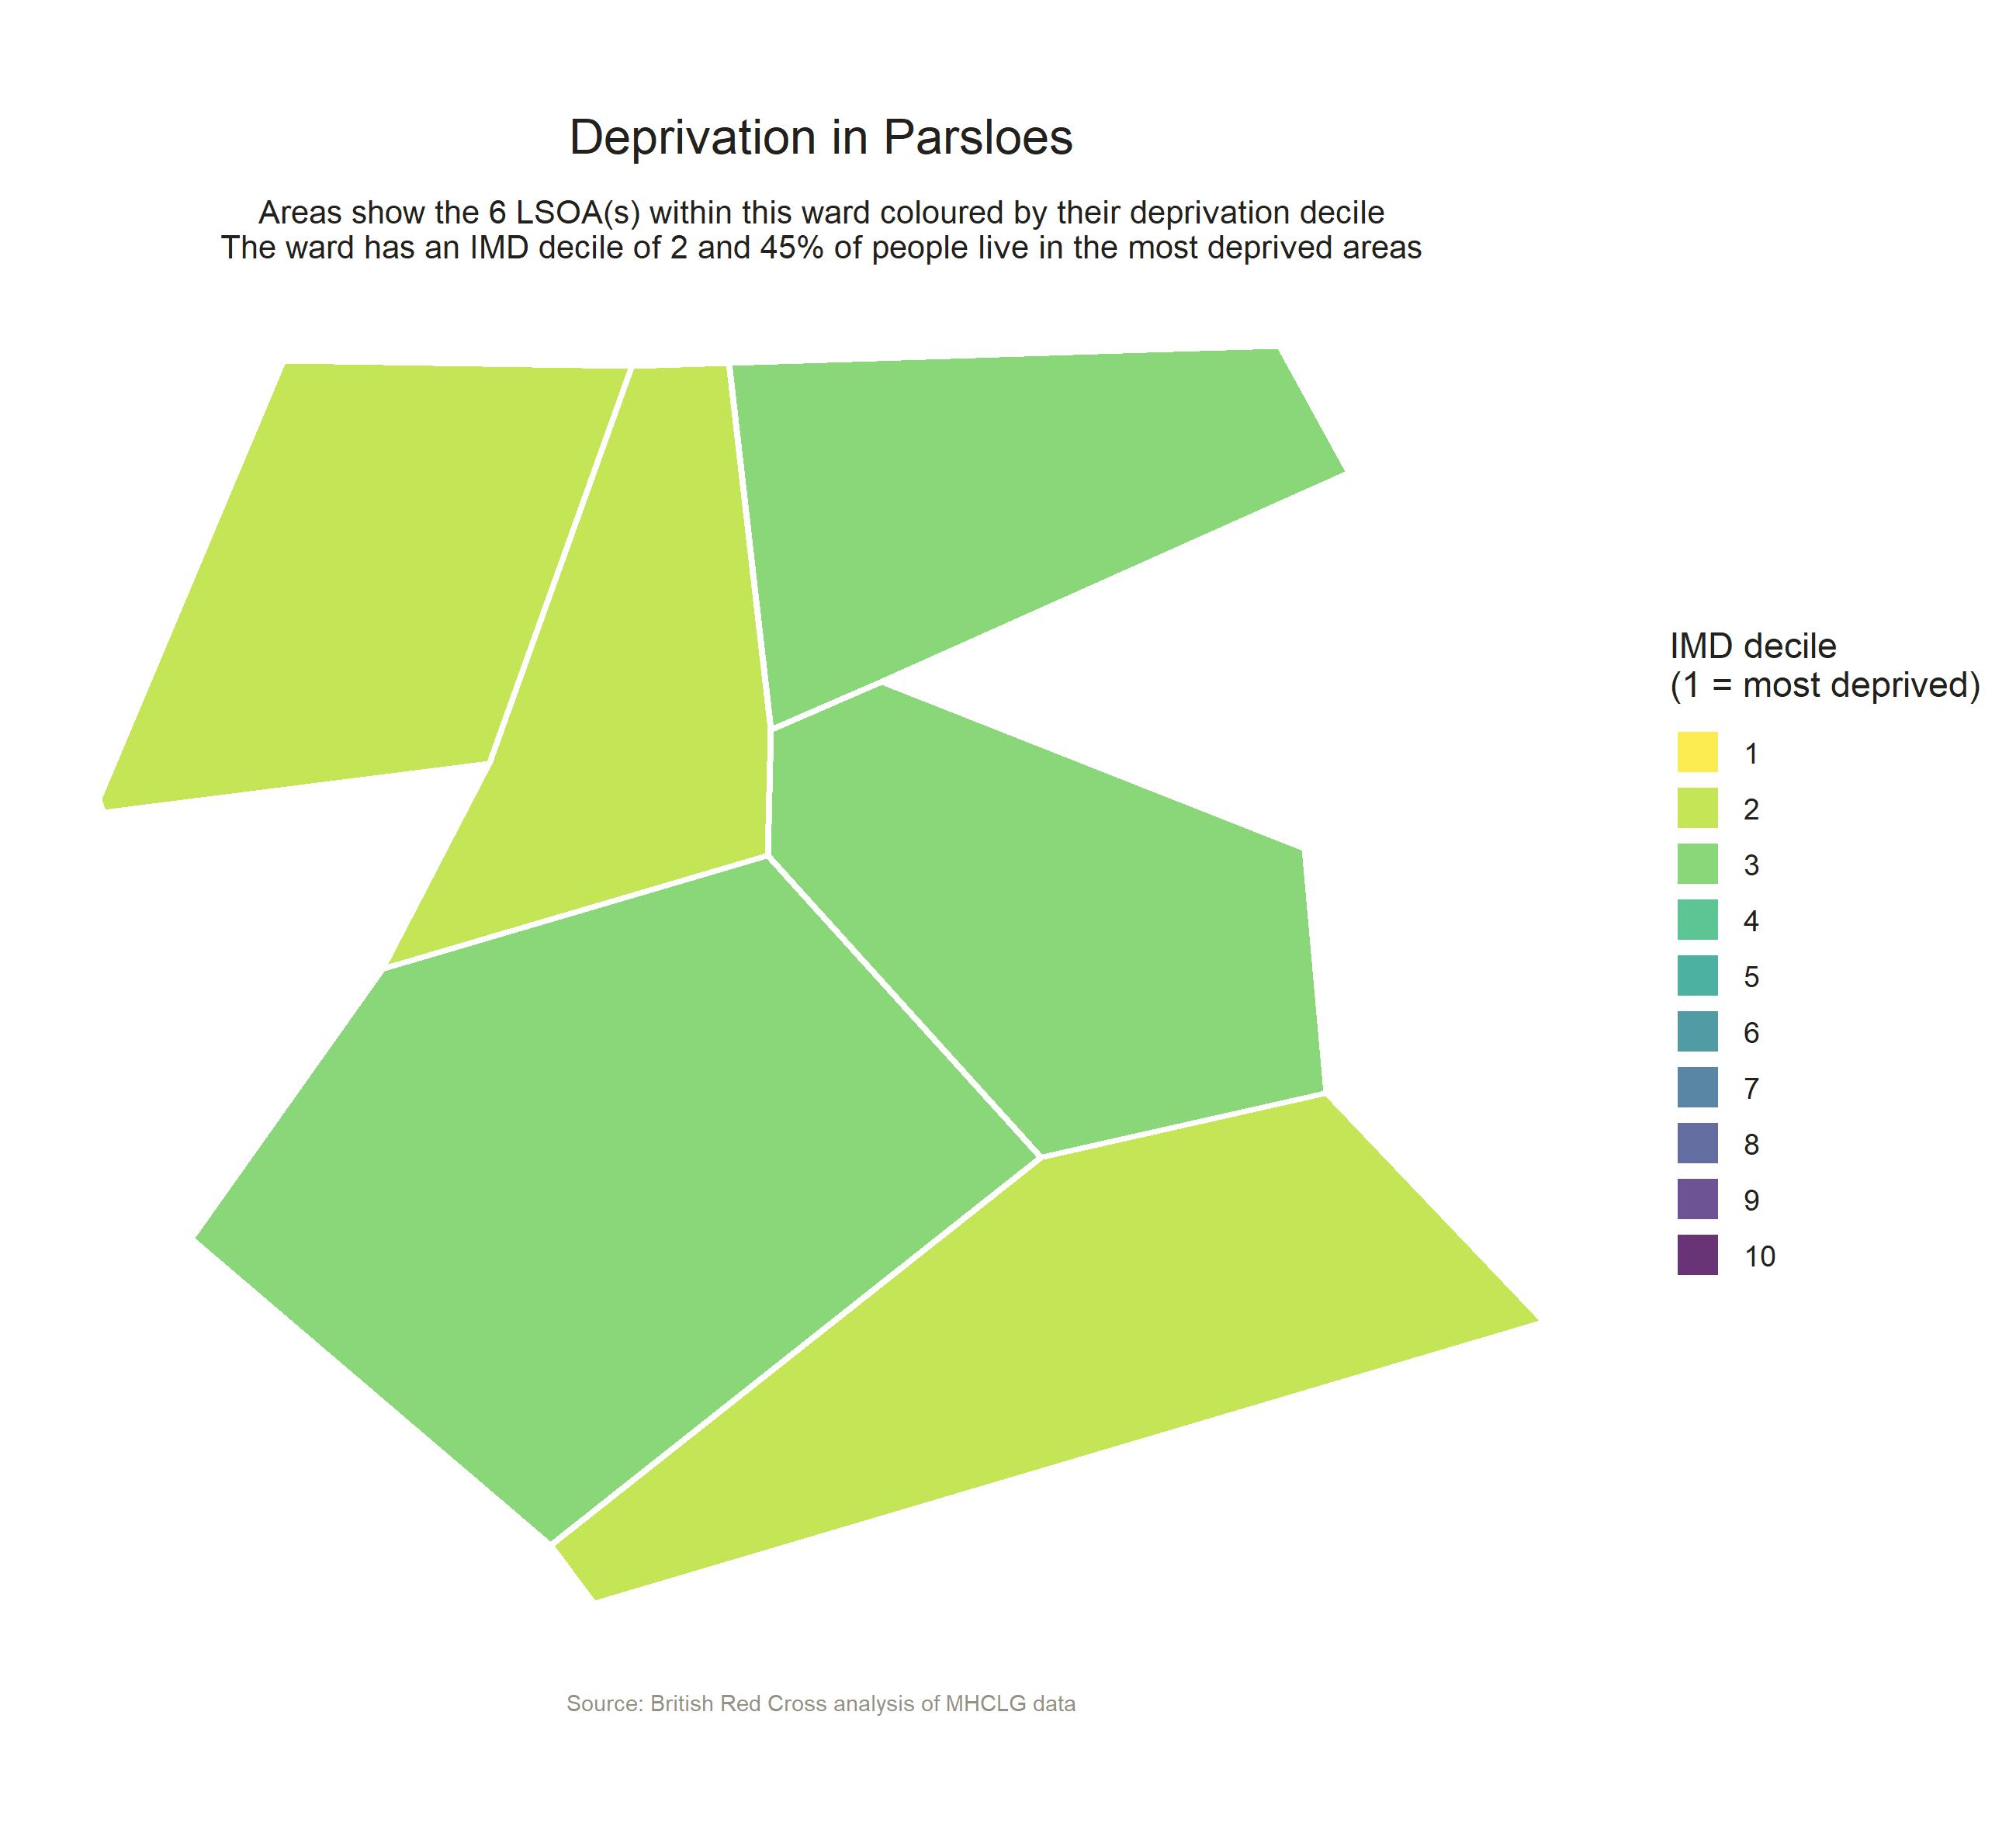 Deprivation in Parsloes
Areas show the 6 LSOA(s) within this ward coloured by their deprivation decile
The ward has an IMD decile of 2 and 45% of people live in the most deprived areas
IMD decile
(1 = most deprived)
1
2
3
4
5
6
7
8
9
10
Source: British Red Cross analysis of MHCLG data